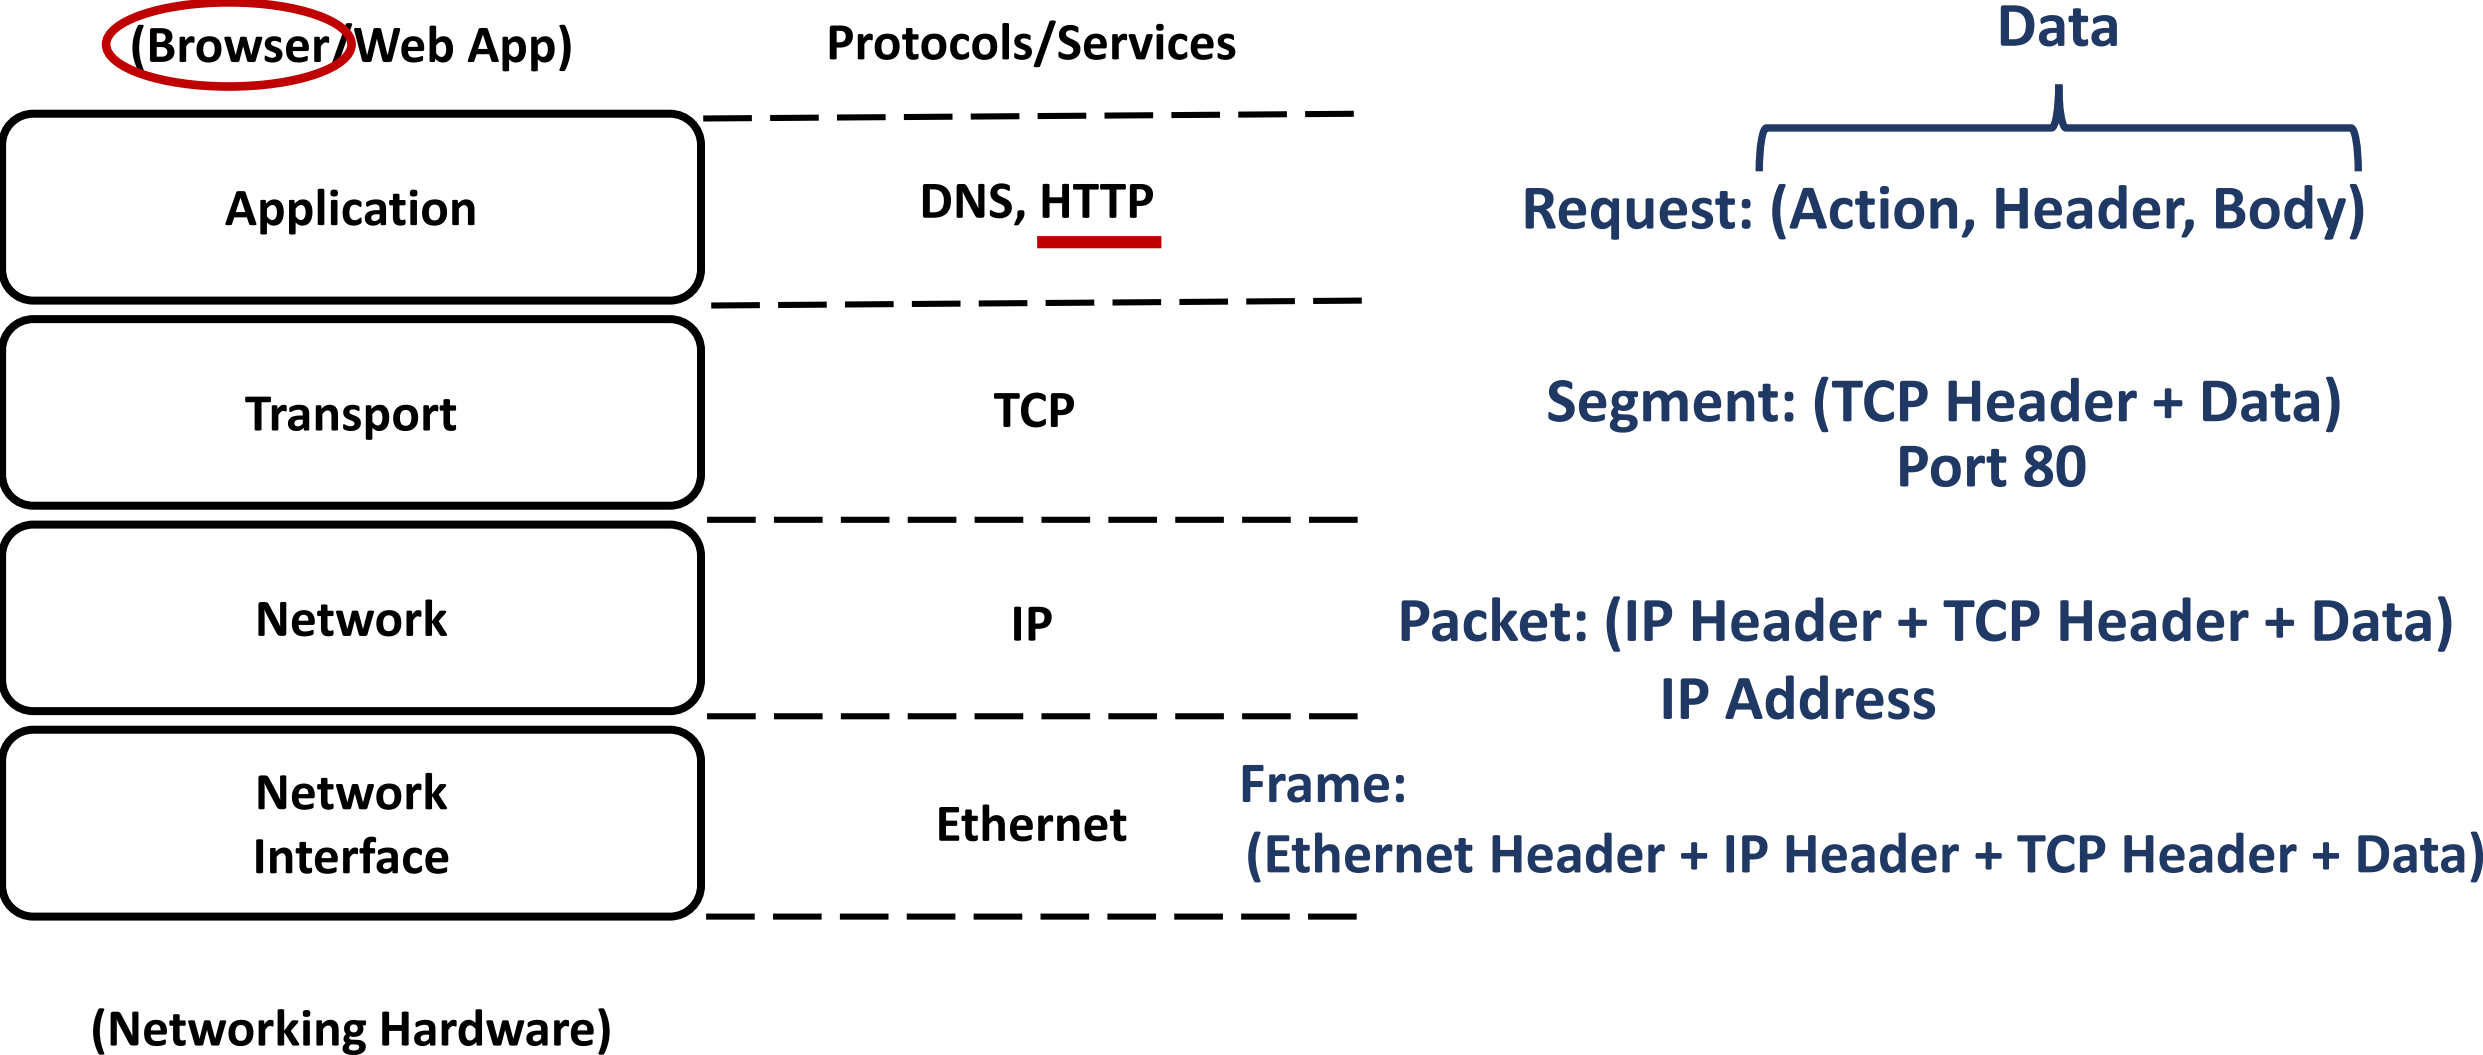 (Browser/Web App)
Protocols/Services
Data
Application
DNS, HTTP
Request: (Action, Header, Body)
Transport
TCP
Segment: (TCP Header + Data)
Port 80
Network
IP
Packet: (IP Header + TCP Header + Data)
IP Address
Network
Interface
Ethernet
Frame:
(Ethernet Header + IP Header + TCP Header + Data)
(Networking Hardware)